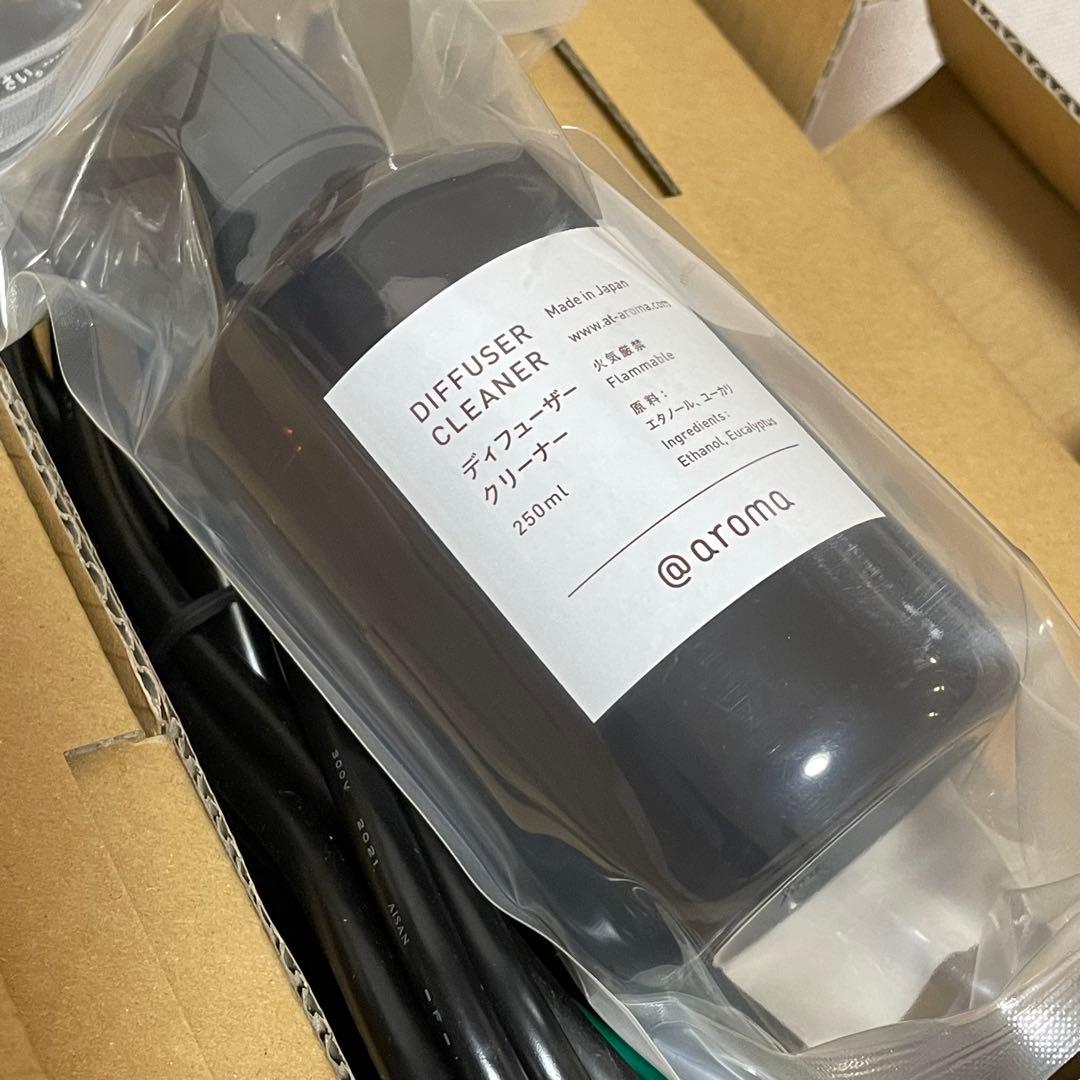 さい。
DIFFUSER
CLEANER
ディフューザー
クリーナー
250ml
Made in Japan
www.at-aroma.com
火気厳禁
Flammable
原料：
エタノール、ユーカリ
Ingredients:
Ethanol, Eucalyptus
@aroma
300V 2021 AISAN